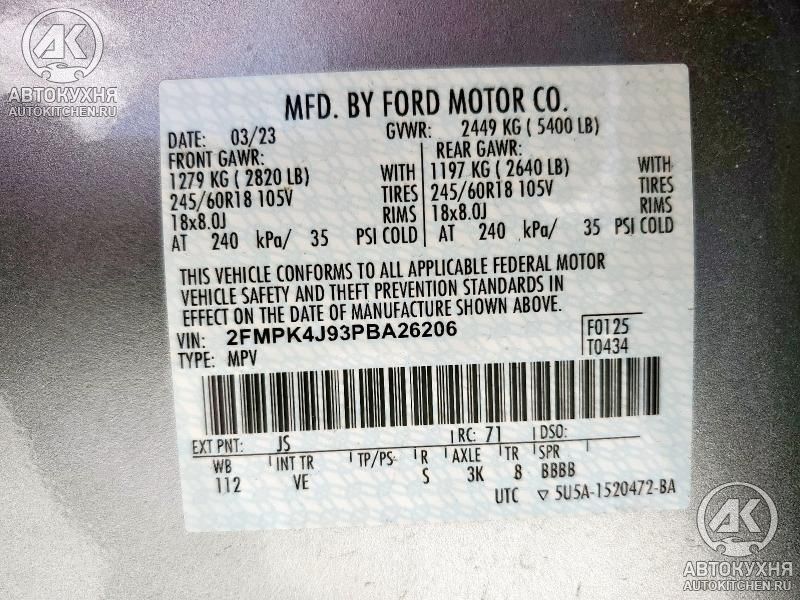 AK
АВТОКУХНЯ
AUTOKITCHEN.RU
MFD. BY FORD MOTOR CO.
DATE: 03/23 GVWR: 2449 KG ( 5400 LB)
FRONT GAWR: REAR GAWR:
1279 KG ( 2820 LB) WITH 1197 KG ( 2640 LB) WITH
245/60R18 105V TIRES 245/60R18 105V TIRES
18x8.0J RIMS 18x8.0J RIMS
AT 240 kPa/ 35 PSI COLD AT 240 kPa/ 35 PSI COLD
THIS VEHICLE CONFORMS TO ALL APPLICABLE FEDERAL MOTOR
VEHICLE SAFETY AND THEFT PREVENTION STANDARDS IN
EFFECT ON THE DATE OF MANUFACTURE SHOWN ABOVE.
VIN: 2FMPK4J93PBA26206 F0125
TYPE: MPV T0434
EXT PNT: JS RC: 71 DSO:
WB INT TR TP/PS R AXLE TR SPR
112 VE S 3K 8 BBBB
UTC ▽ 5U5A-1520472-BA
AK
АВТОКУХНЯ
AUTOKITCHEN.RU